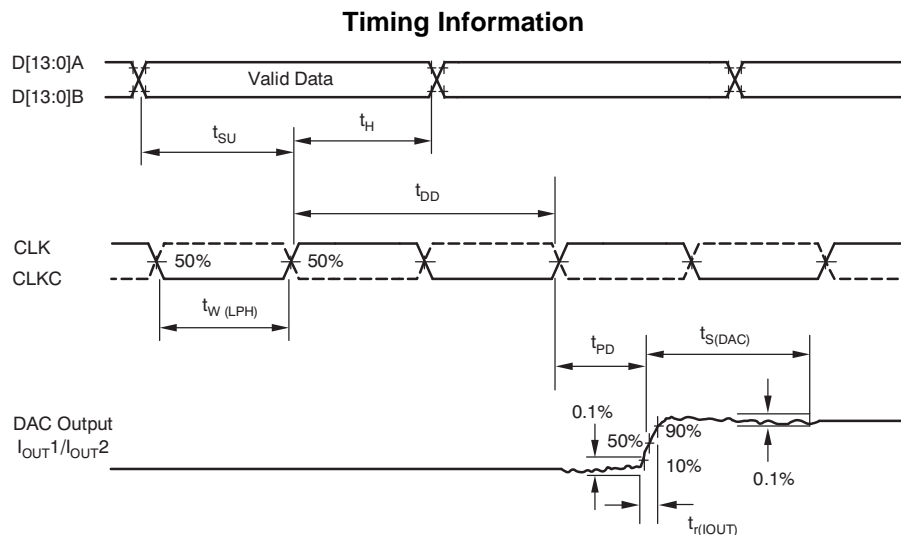 Timing Information
D[13:0]A
D[13:0]B
Valid Data
tSU
tH
tDD
CLK
CLKC
50%
50%
tW (LPH)
tPD
tS(DAC)
DAC Output
IOUT1/IOUT2
0.1%
50%
90%
10%
0.1%
tr(IOUT)